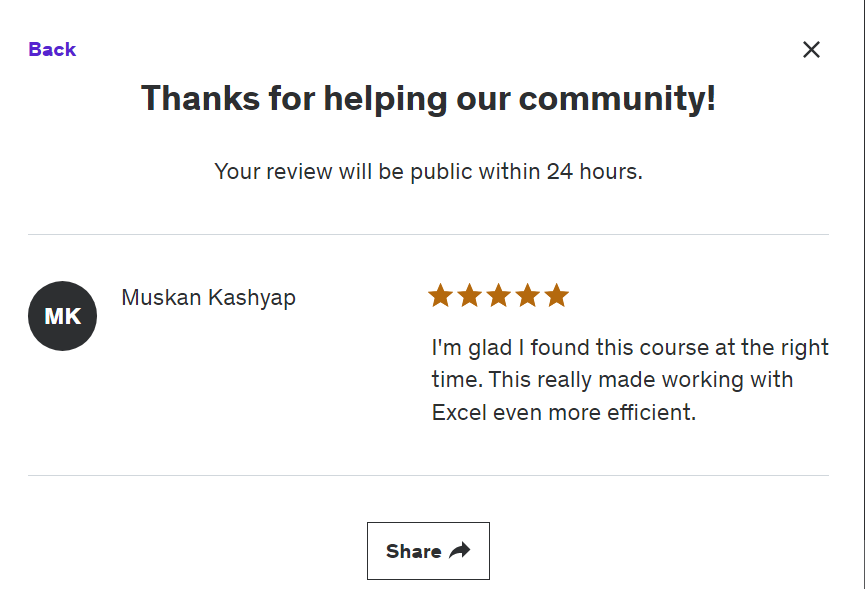 Back
Thanks for helping our community!
Your review will be public within 24 hours.
MK
Muskan Kashyap
I'm glad I found this course at the right
time. This really made working with
Excel even more efficient.
Share